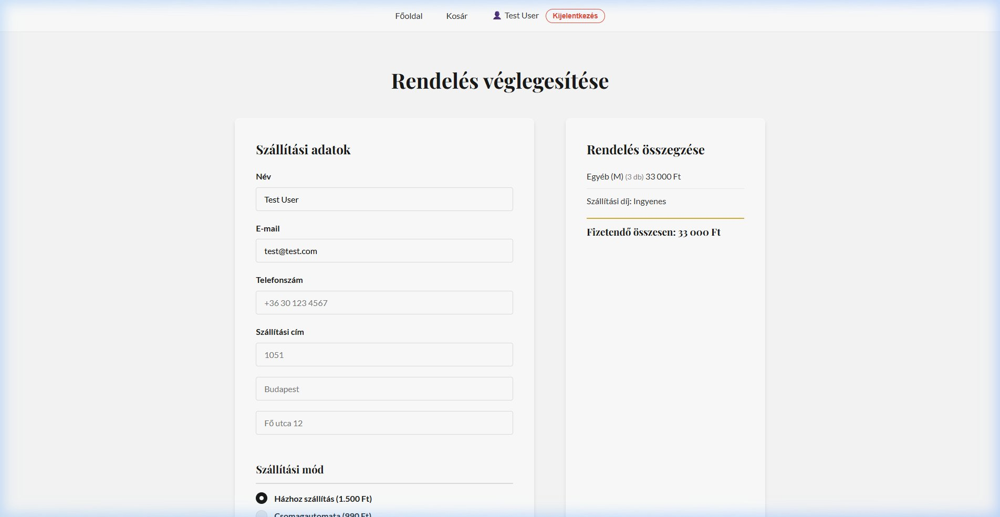 Főoldal Kosár Test User Kijelentkezés
Rendelés véglegesítése
Szállítási adatok
Név
Test User
E-mail
test@test.com
Telefonszám
+36 30 123 4567
Szállítási cím
1051
Budapest
Fő utca 12
Szállítási mód
Házhoz szállítás (1.500 Ft)
Csomagautomata (990 Ft)
Rendelés összegzése
Egyéb (M) (3 db) 33 000 Ft
Szállítási díj: Ingyenes
Fizetendő összesen: 33 000 Ft